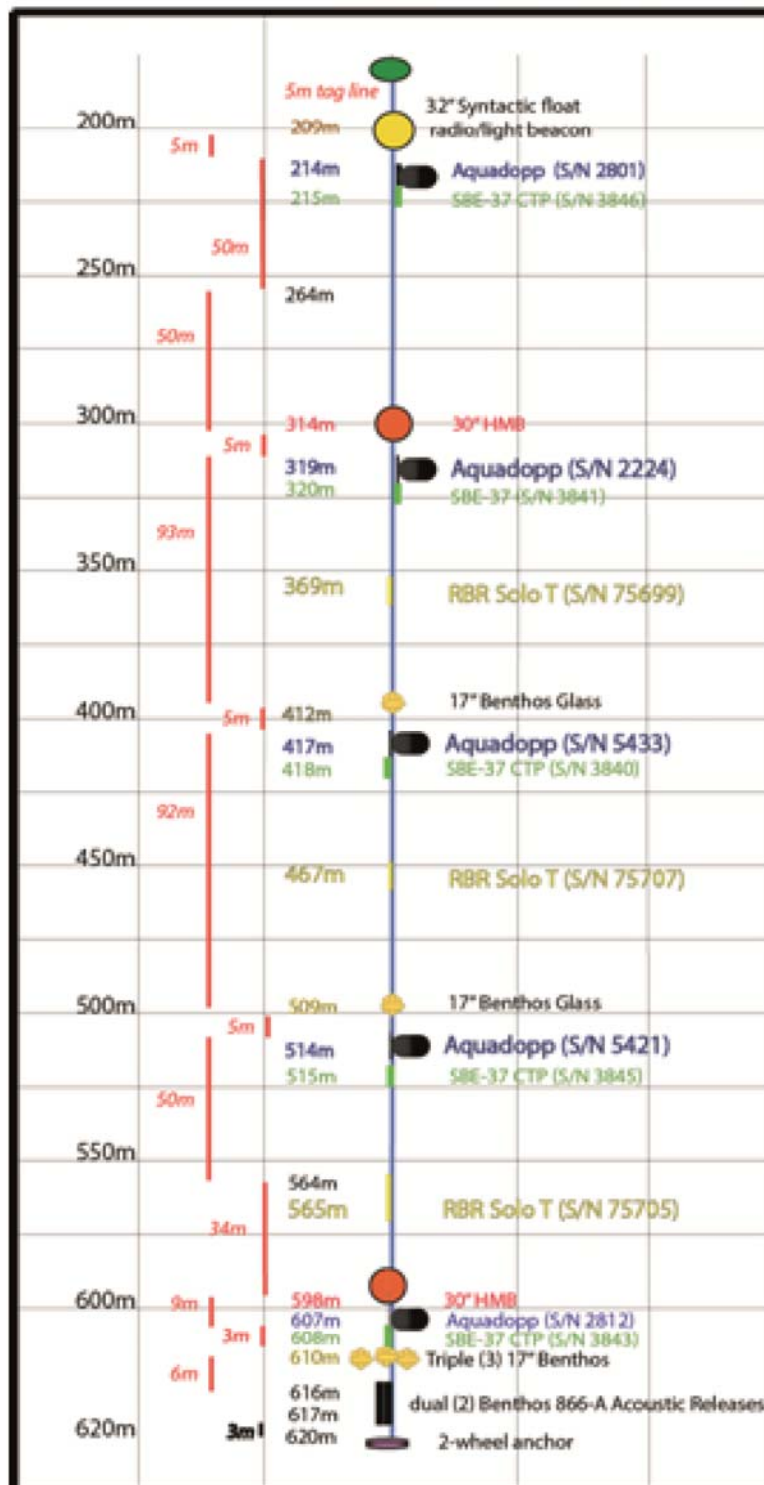 5m tag line
32" Syntactic float
200m
209m
radio/light beacon
5m
214m
Aquadopp (S/N 2801)
215m
SBE-37 CTP (S/N 3846)
50m
250m
264m
50m
300m
314m
30" HMB
5m
319m
Aquadopp (S/N 2224)
320m
SBE-37 (S/N 3841)
93m
350m
369m
RBR Solo T (S/N 75699)
17" Benthos Glass
400m
5m
412m
417m
Aquadopp (S/N 5433)
418m
SBE-37 CTP (S/N 3840)
92m
450m
467m
RBR Solo T (S/N 75707)
500m
509m
17" Benthos Glass
5m
514m
Aquadopp (S/N 5421)
515m
SBE-37 CTP (S/N 3845)
50m
550m
564m
565m
RBR Solo T (S/N 75705)
34m
600m
9m
598m
30" HMB
607m
Aquadopp (S/N 2812)
3m
608m
SBE-37 CTP (S/N 3843)
610m
Triple (3) 17" Benthos
6m
616m
dual (2) Benthos 866-A Acoustic Releases
617m
620m
3m
620m
2-wheel anchor